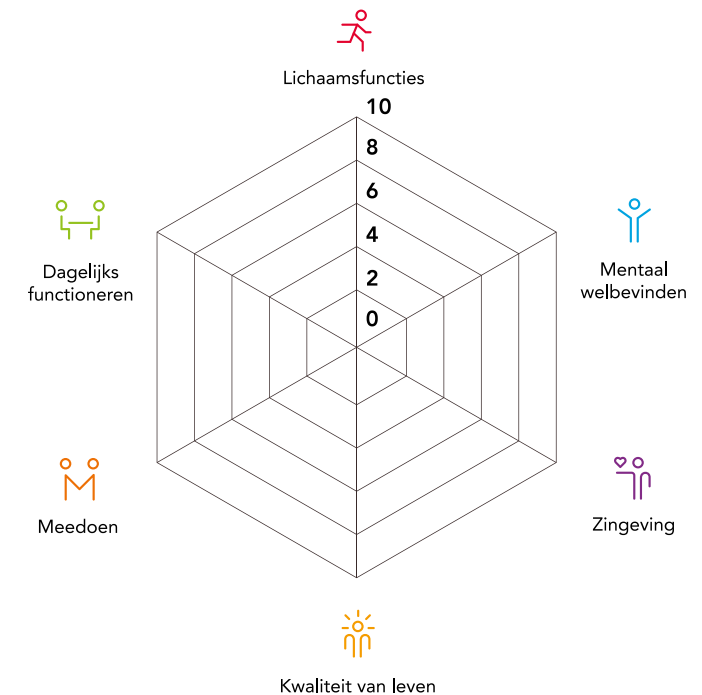 Lichaamsfuncties
10
8
6
4
2
0
Mentaal
welbevinden
Zingeving
Kwaliteit van leven
Meedoen
Dagelijks
functioneren